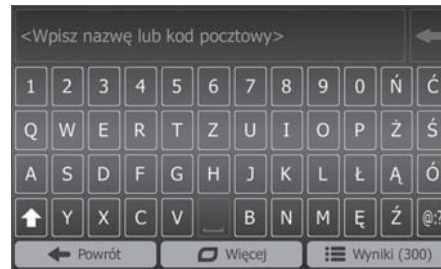 <Wpisz nazwę lub kod pocztowy>
1 2 3 4 5 6 7 8 9 0 Ń Ć
Q W E R T Z U I O P Ż Ś
A S D F G H J K L Ł Ą Ó
Y X C V B N M Ę Ź @:?
Powrót Więcej Wyniki (300)